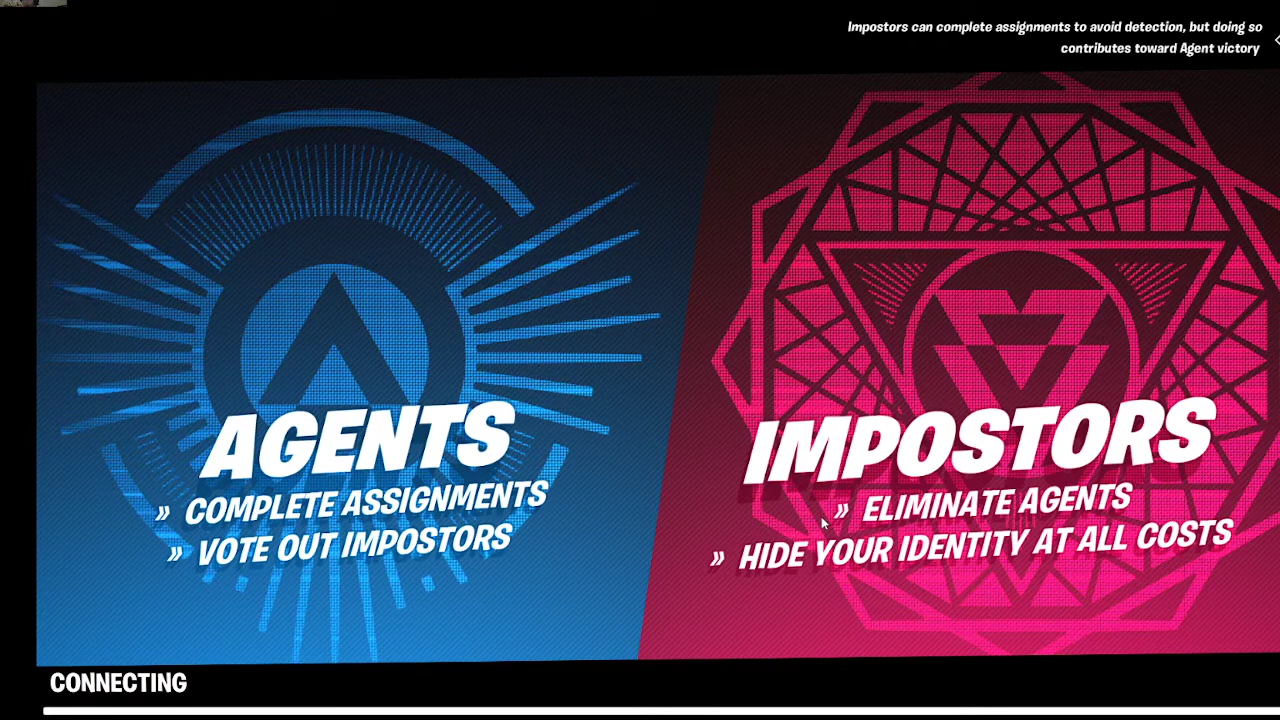 Impostors can complete assignments to avoid detection, but doing so
contributes toward Agent victory
AGENTS
» COMPLETE ASSIGNMENTS
» VOTE OUT IMPOSTORS
IMPOSTORS
» ELIMINATE AGENTS
» HIDE YOUR IDENTITY AT ALL COSTS
CONNECTING